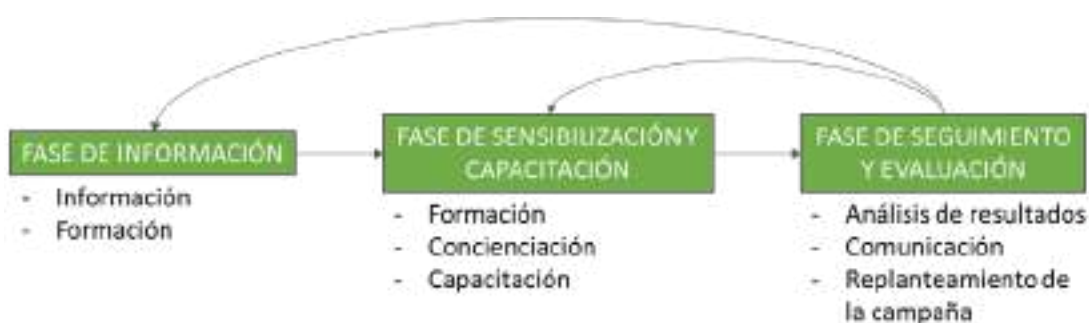 FASE DE INFORMACIÓN
- Información
- Formación
FASE DE SENSIBILIZACIÓN Y
CAPACITACIÓN
- Formación
- Concienciación
- Capacitación
FASE DE SEGUIMIENTO
Y EVALUACIÓN
- Análisis de resultados
- Comunicación
- Replanteamiento de
la campaña